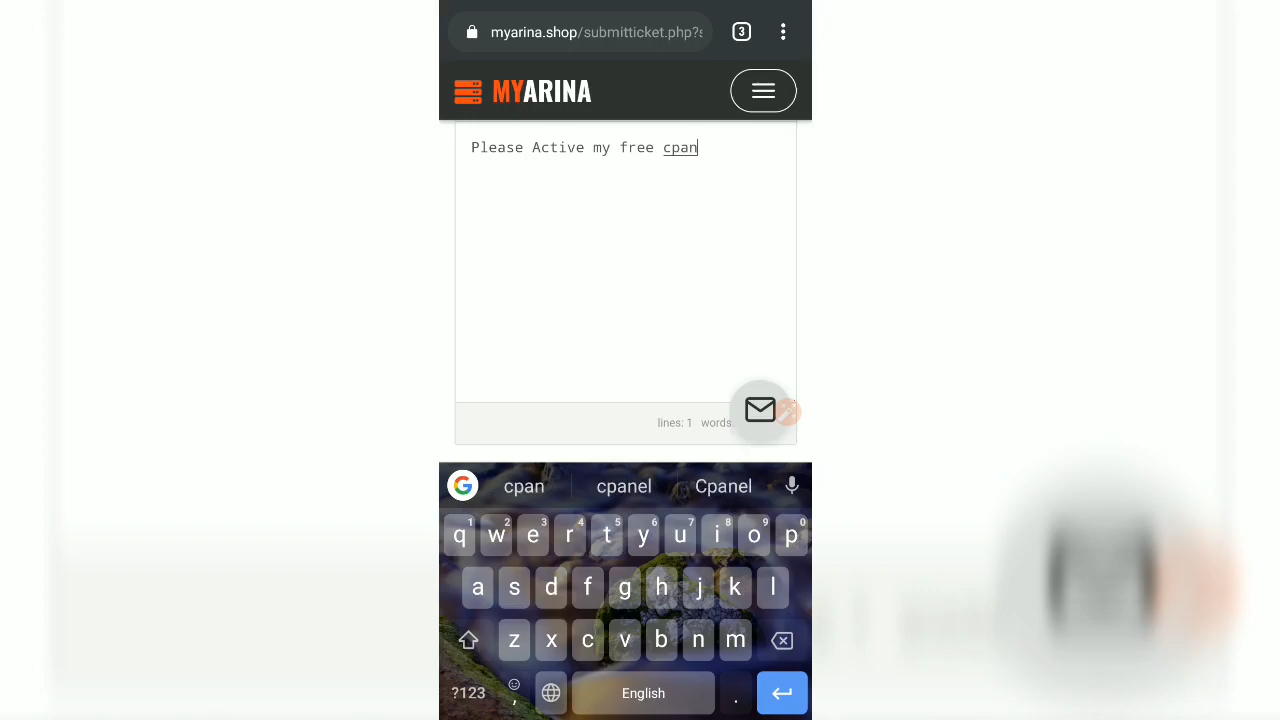 myarina.shop/submitticket.php?s
3
MYARINA
Please Active my free cpan
lines: 1 words
G cpan cpanel Cpanel
1 2 3 4 5 6 7 8 9 0
q w e r t y u i o p
a s d f g h j k l
z x c v b n m
?123 , English .